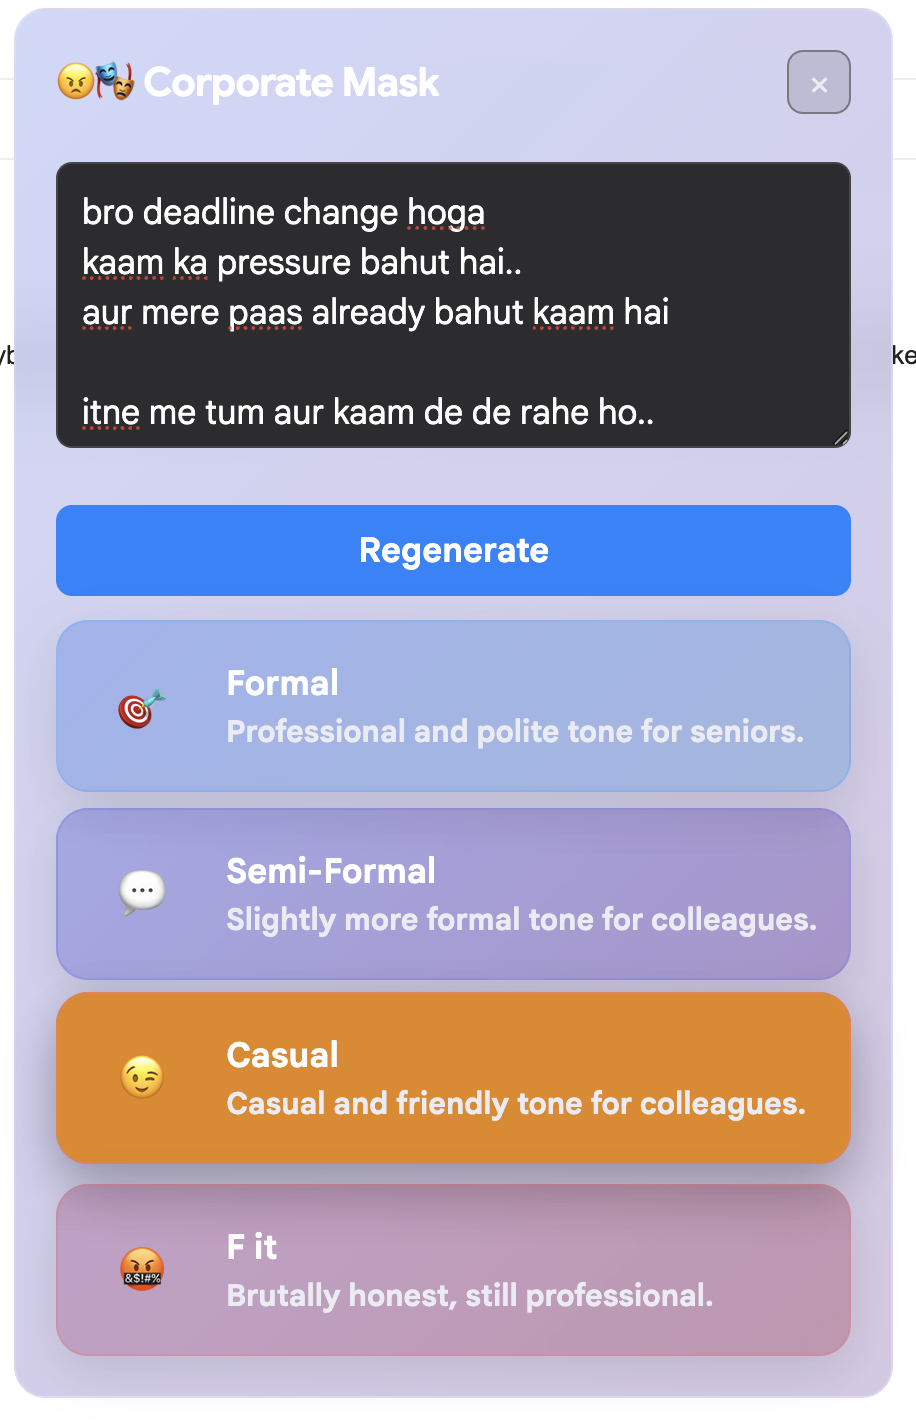 😠🎭 Corporate Mask
×
bro deadline change hoga
kaam ka pressure bahut hai..
aur mere paas already bahut kaam hai
itne me tum aur kaam de de rahe ho..
Regenerate
Formal
Professional and polite tone for seniors.
Semi-Formal
Slightly more formal tone for colleagues.
Casual
Casual and friendly tone for colleagues.
F it
&$!#%
Brutally honest, still professional.